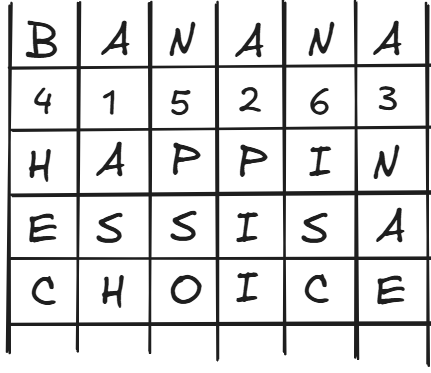 B A N A N A
4 1 5 2 6 3
H A P P I N
E S S I S A
C H O I C E